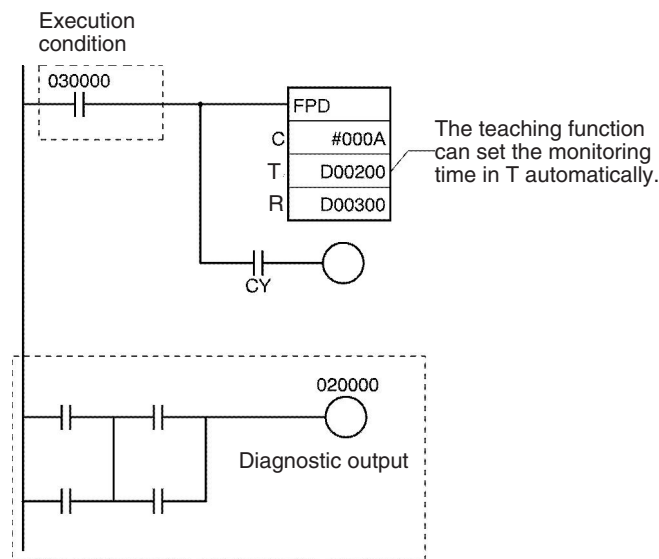 Execution
condition
030000
FPD
C #000A
T D00200
R D00300
The teaching function
can set the monitoring
time in T automatically.
CY
020000
Diagnostic output